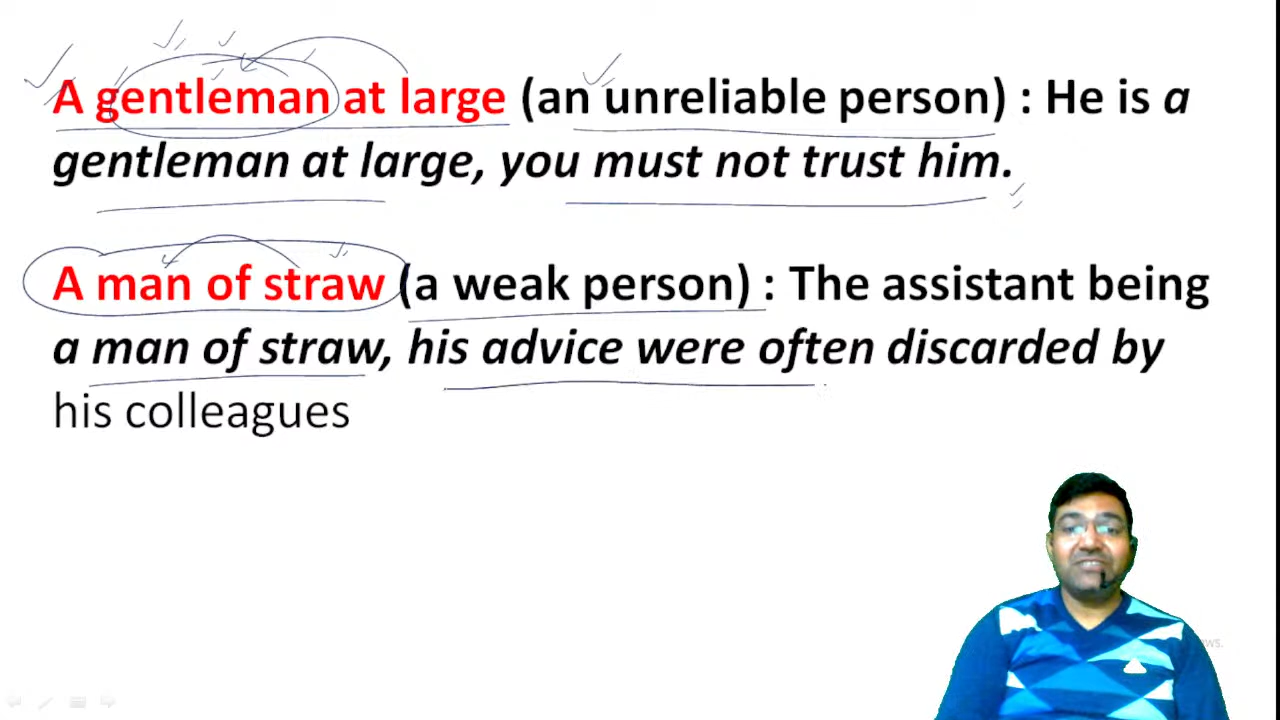 A gentleman at large (an unreliable person) : He is a
gentleman at large, you must not trust him.
A man of straw (a weak person) : The assistant being
a man of straw, his advice were often discarded by
his colleagues